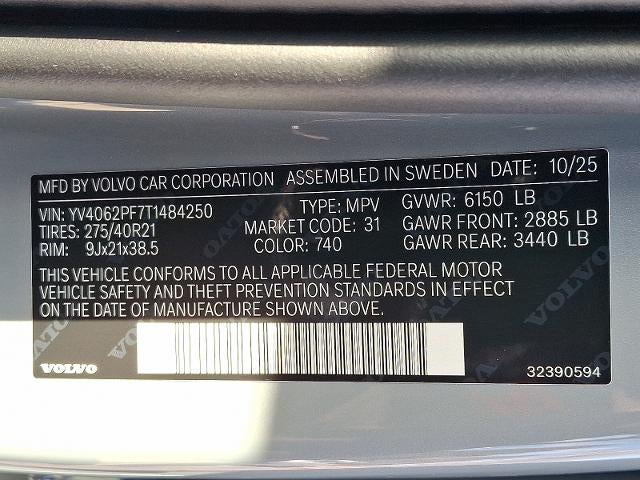 MFD BY VOLVO CAR CORPORATION ASSEMBLED IN SWEDEN DATE: 10/25
VIN: YV4062PF7T1484250 TYPE: MPV GVWR: 6150 LB
TIRES: 275/40R21 MARKET CODE: 31 GAWR FRONT: 2885 LB
RIM: 9Jx21x38.5 COLOR: 740 GAWR REAR: 3440 LB
THIS VEHICLE CONFORMS TO ALL APPLICABLE FEDERAL MOTOR
VEHICLE SAFETY AND THEFT PREVENTION STANDARDS IN EFFECT
ON THE DATE OF MANUFACTURE SHOWN ABOVE.
VOLVO 32390594